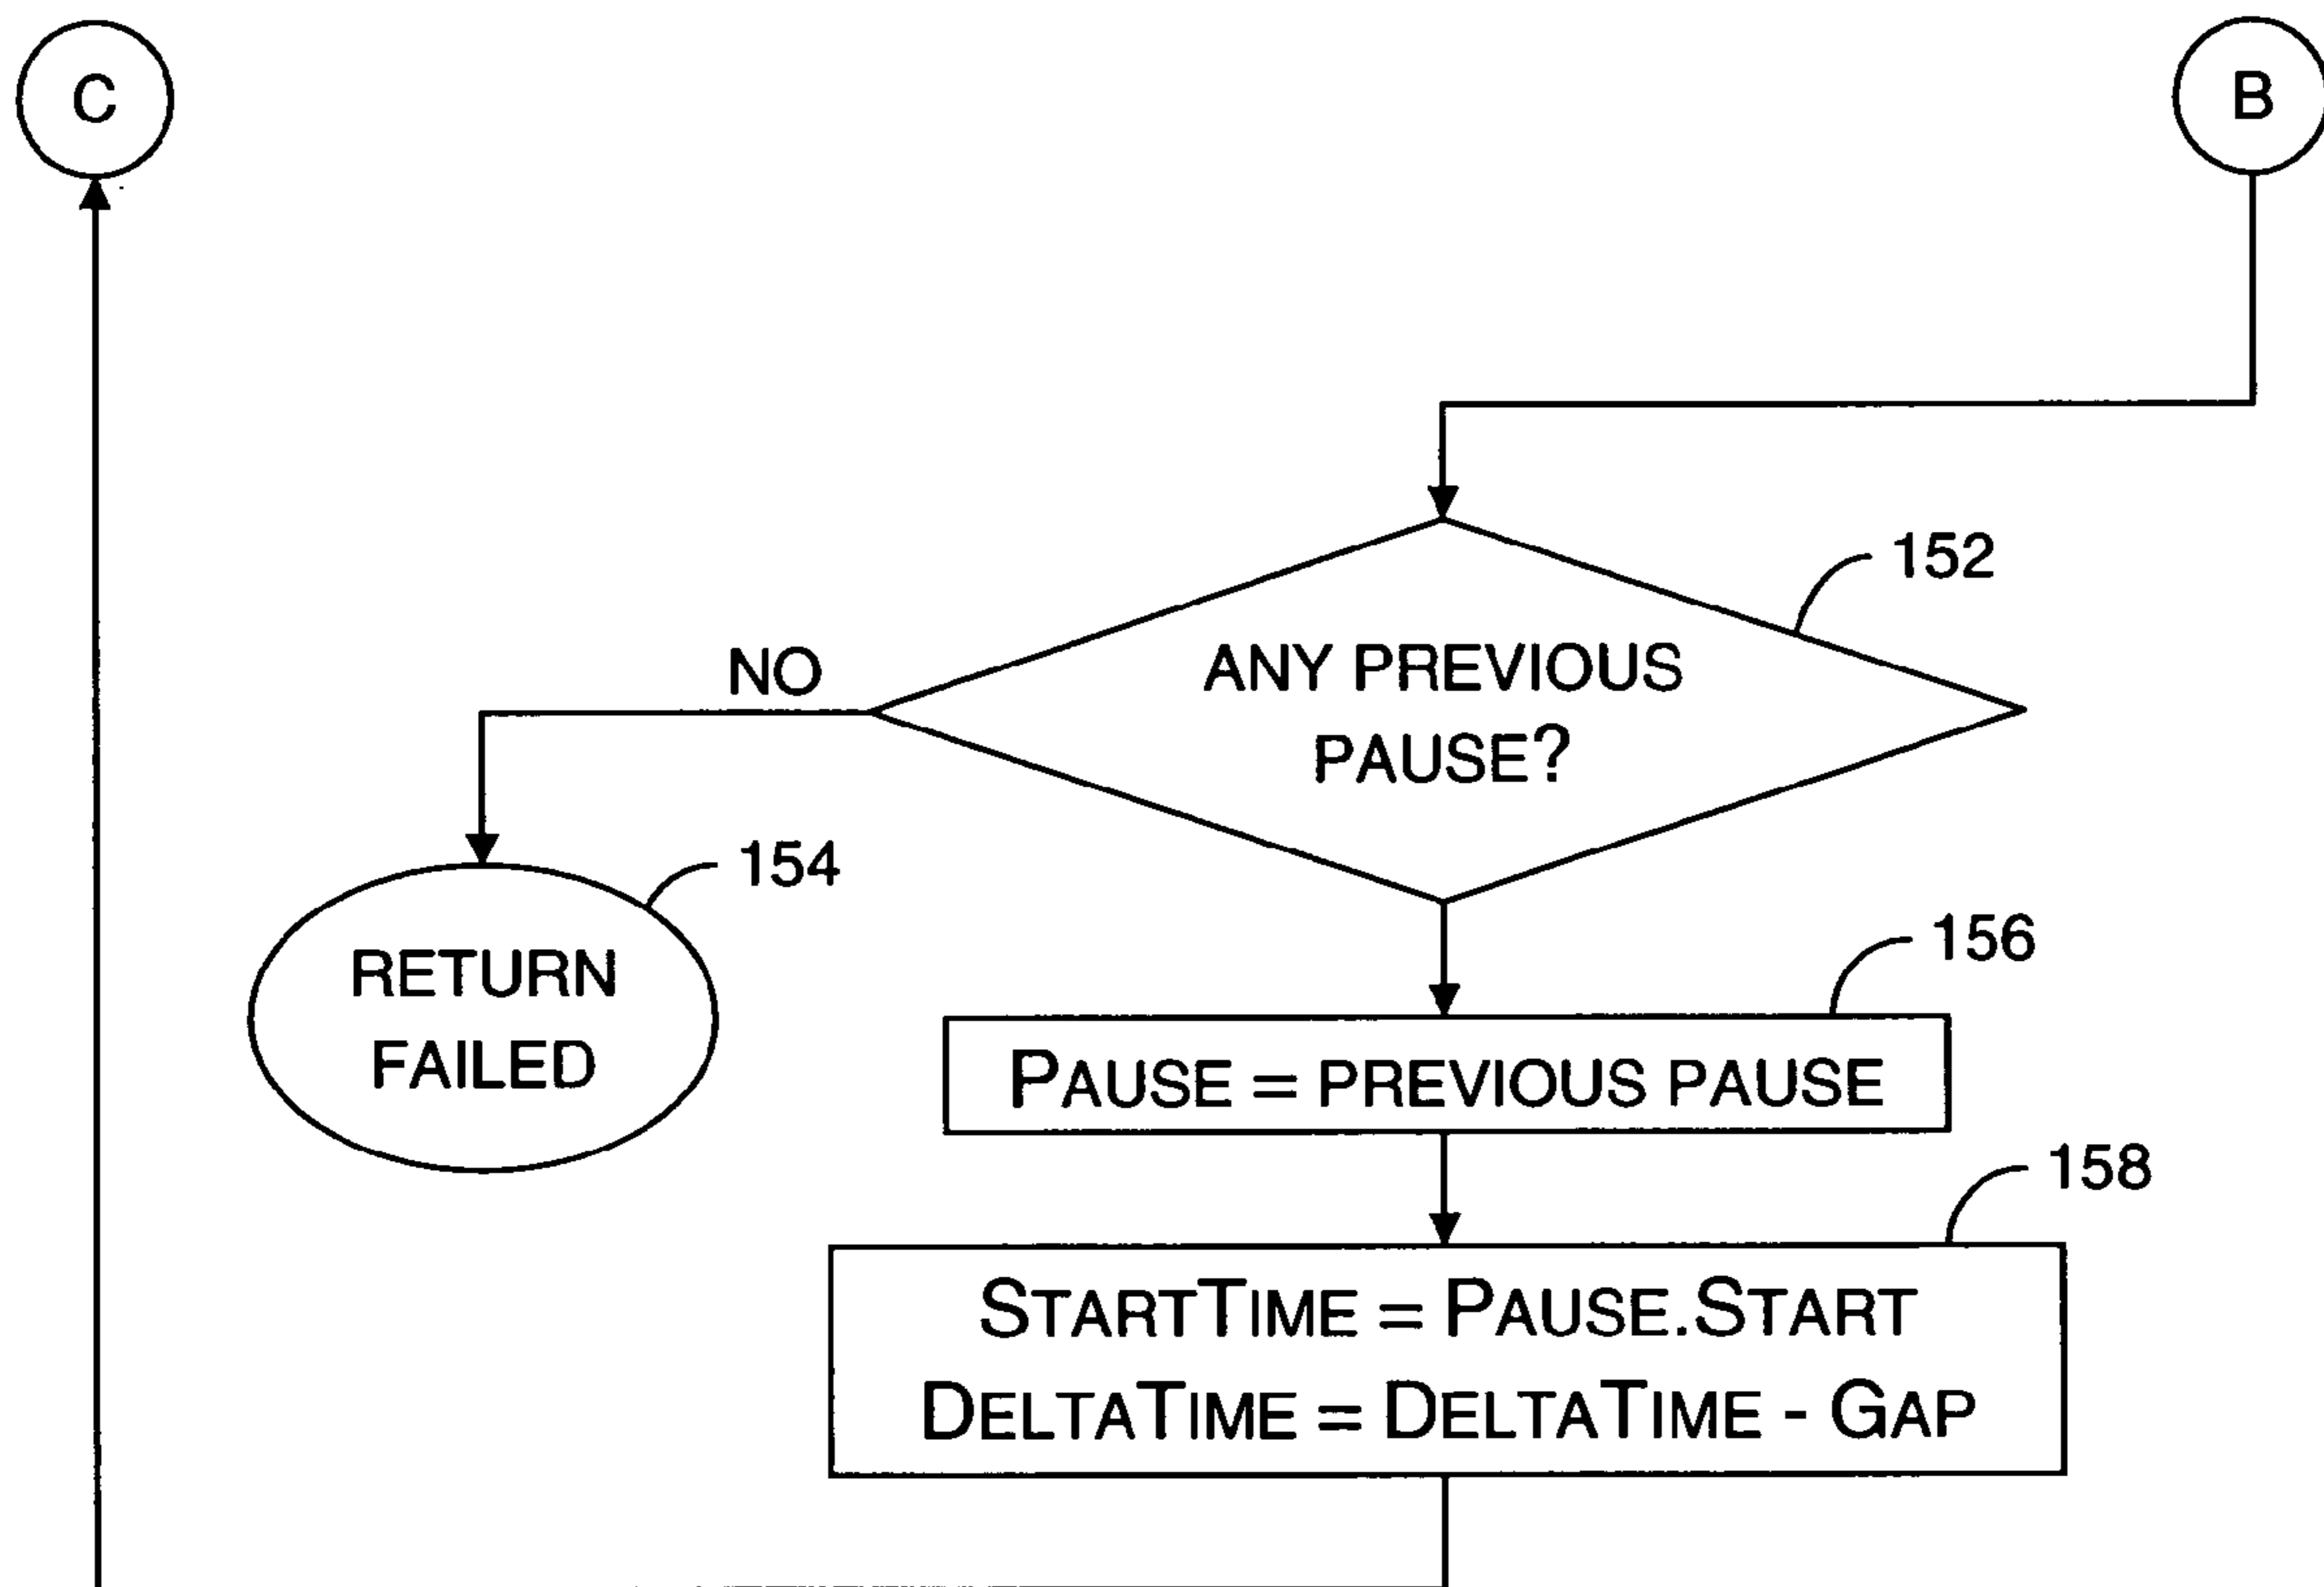 C
B
152
NO
ANY PREVIOUS
PAUSE?
154
RETURN
FAILED
156
PAUSE = PREVIOUS PAUSE
158
STARTTIME = PAUSE.START
DELTATIME = DELTATIME - GAP